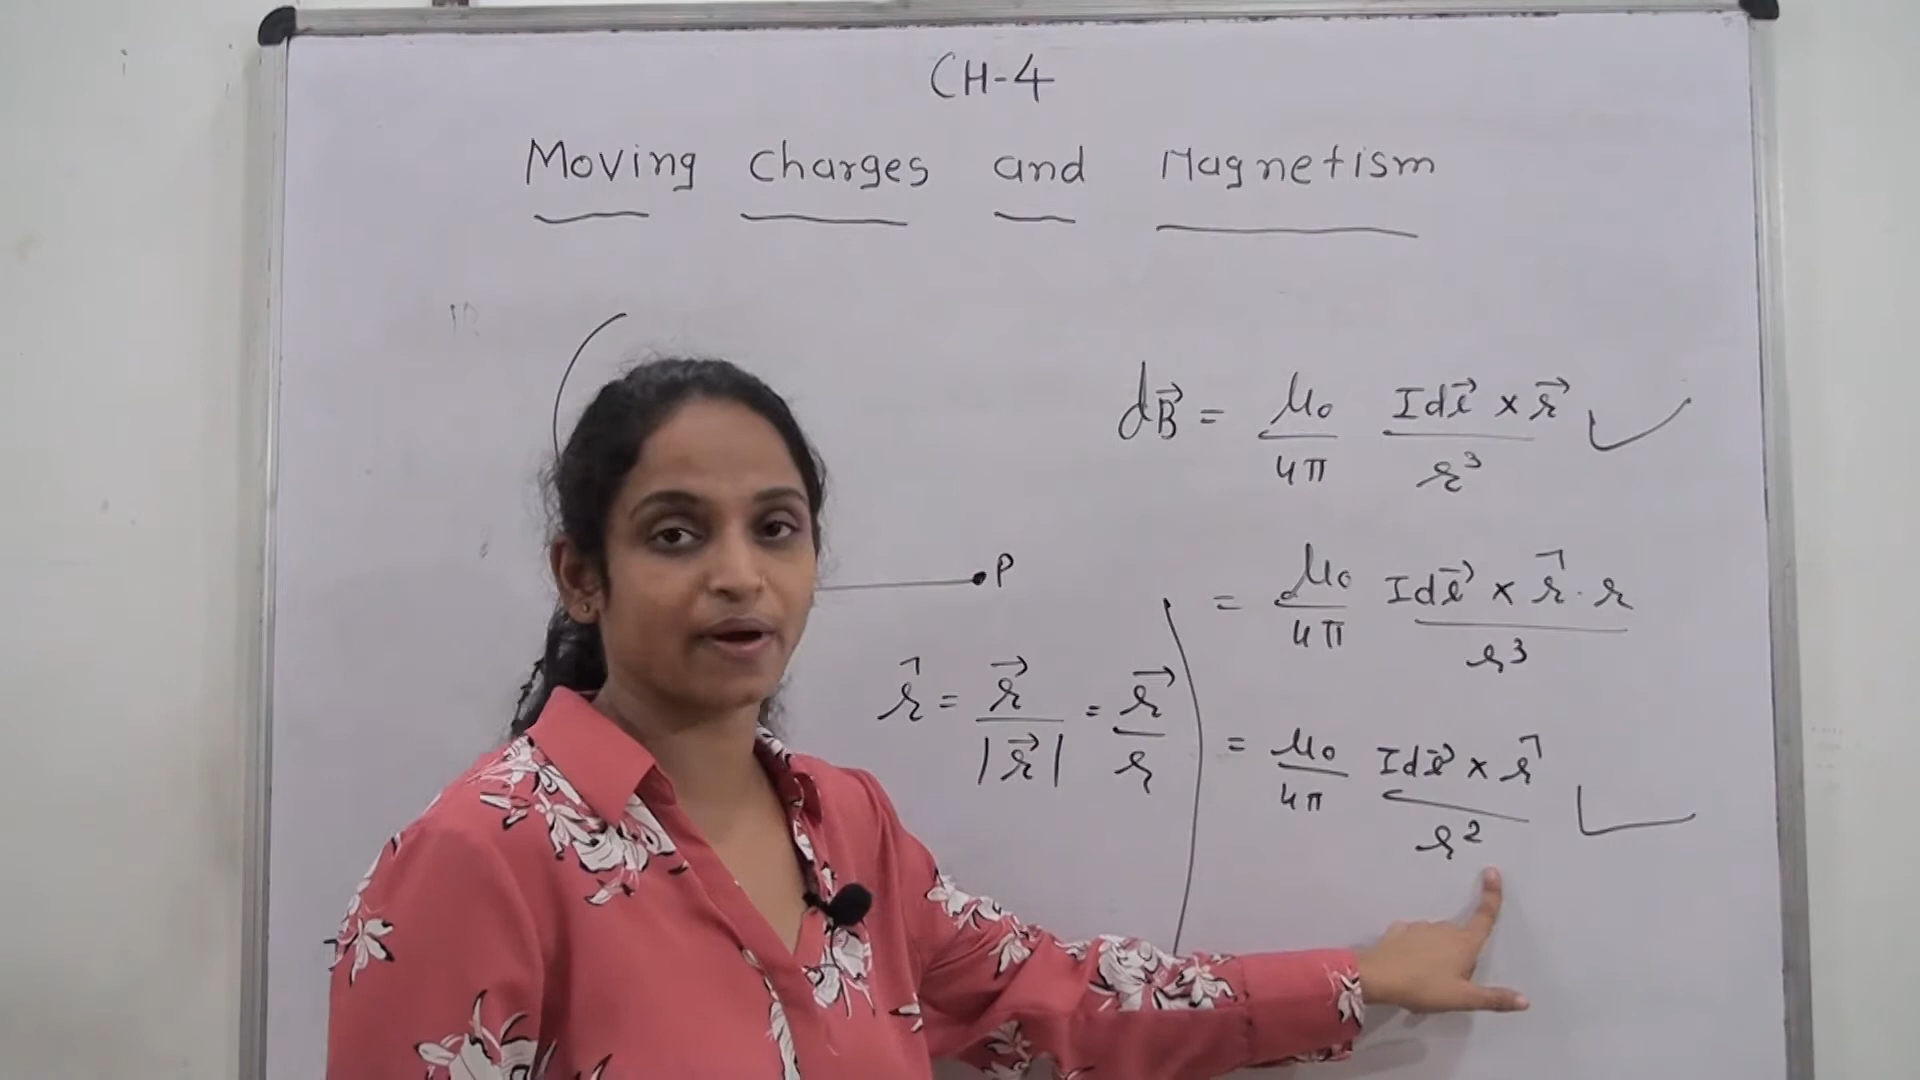 CH-4
Moving Charges and Magnetism
dB⃗ = μ₀/4π Idl⃗ × r⃗/r³
P
= μ₀/4π Idl⃗ × r̂ · r/r³
r̂ = r⃗/|r⃗| = r⃗/r
= μ₀/4π Idl⃗ × r̂/r²